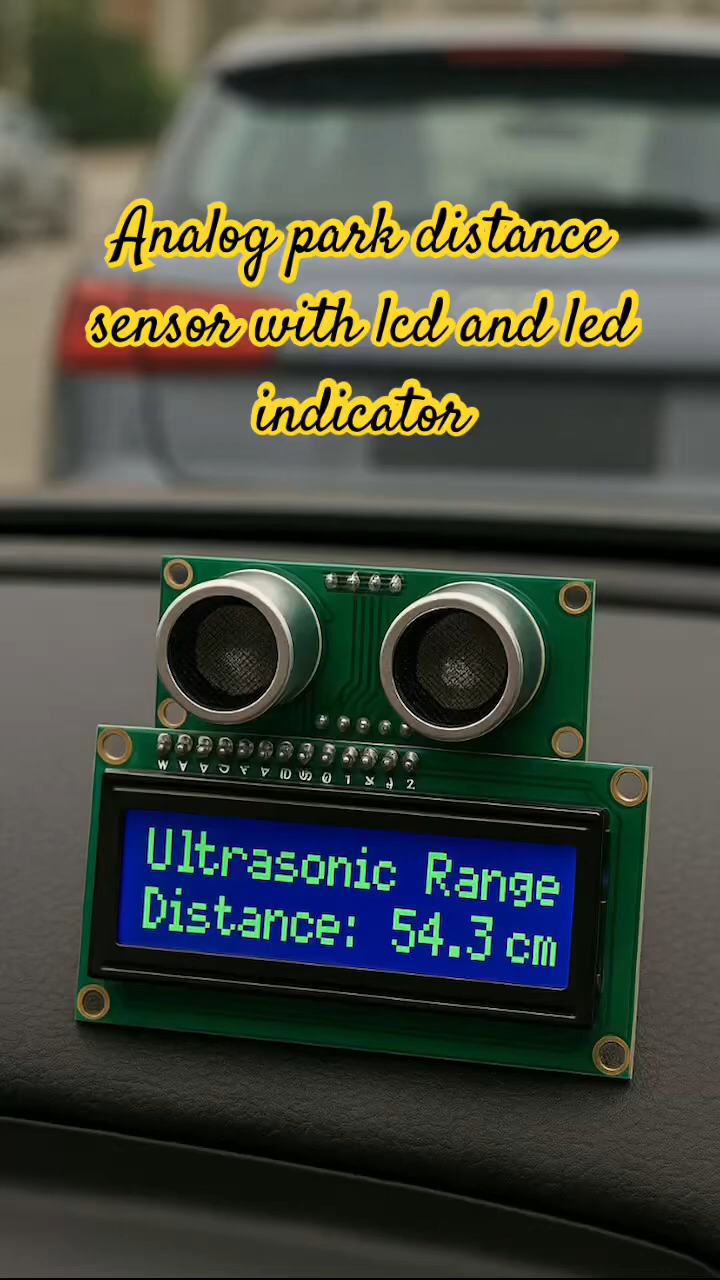 Analog park distance
sensor with lcd and led
indicator
Ultrasonic Range
Distance: 54.3 cm